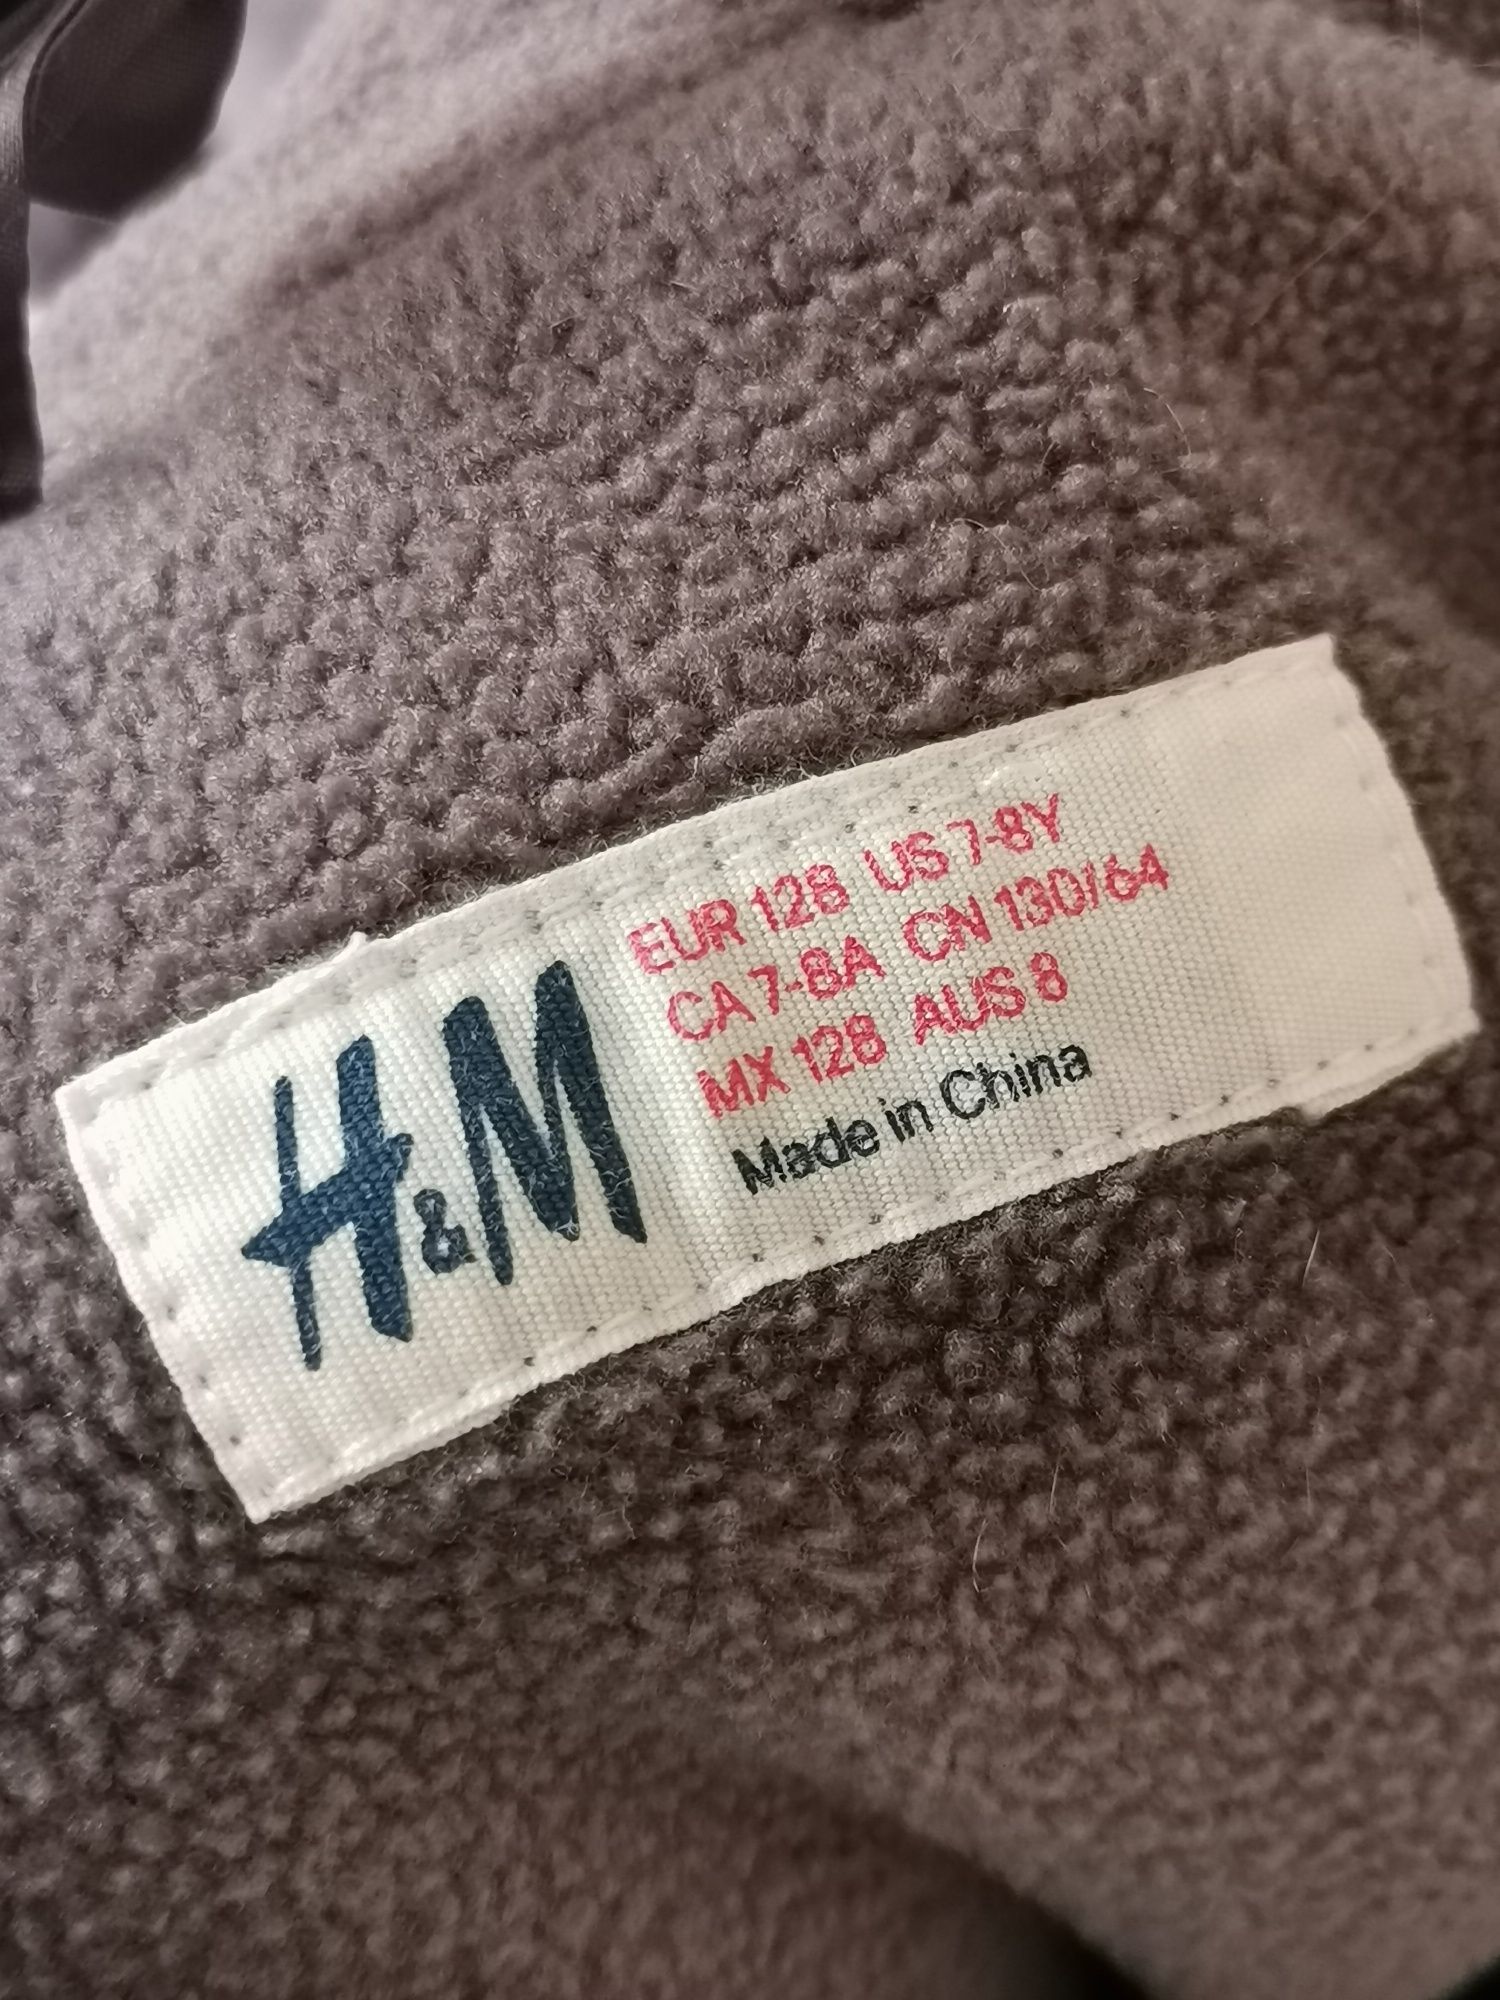 H&M
EUR 128 US 7-8Y
CA 7-8A CN 130/64
MX 128 AUS 8
Made in China